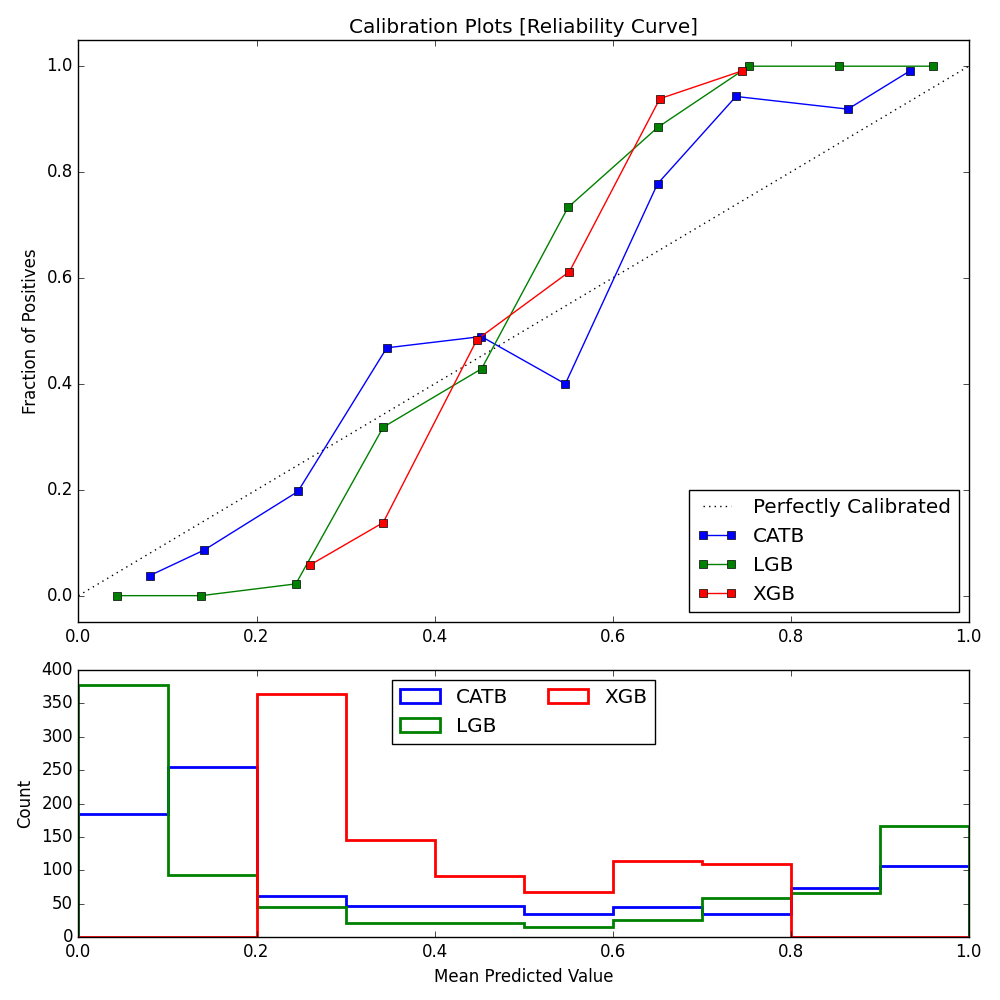 Calibration Plots [Reliability Curve]
1.0
0.8
0.6
0.4
0.2
0.0
Fraction of Positives
Perfectly Calibrated
CATB
LGB
XGB
0.0 0.2 0.4 0.6 0.8 1.0
400
350
300
250
200
150
100
50
0
Count
CATB XGB
LGB
0.0 0.2 0.4 0.6 0.8 1.0
Mean Predicted Value